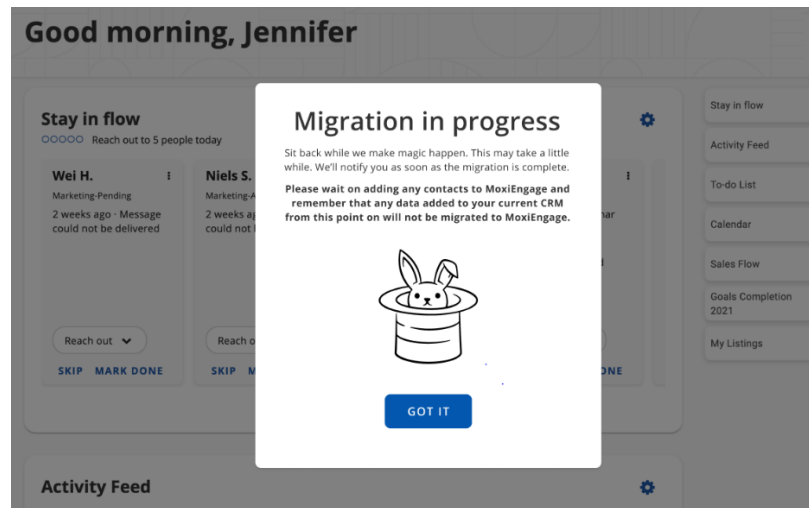 Good morning, Jennifer
Stay in flow
Reach out to 5 people today
Wei H.
Marketing-Pending
2 weeks ago · Message
could not be delivered
Reach out
SKIP MARK DONE
Niels S.
2 weeks
could not
Reach
SKIP
Migration in progress
Sit back while we make magic happen. This may take a little
while. We'll notify you as soon as the migration is complete.
Please wait on adding any contacts to MoxiEngage and
remember that any data added to your current CRM
from this point on will not be migrated to MoxiEngage.
GOT IT
Stay in flow
Activity Feed
To-do List
Calendar
Sales Flow
Goals Completion
2021
My Listings
Activity Feed